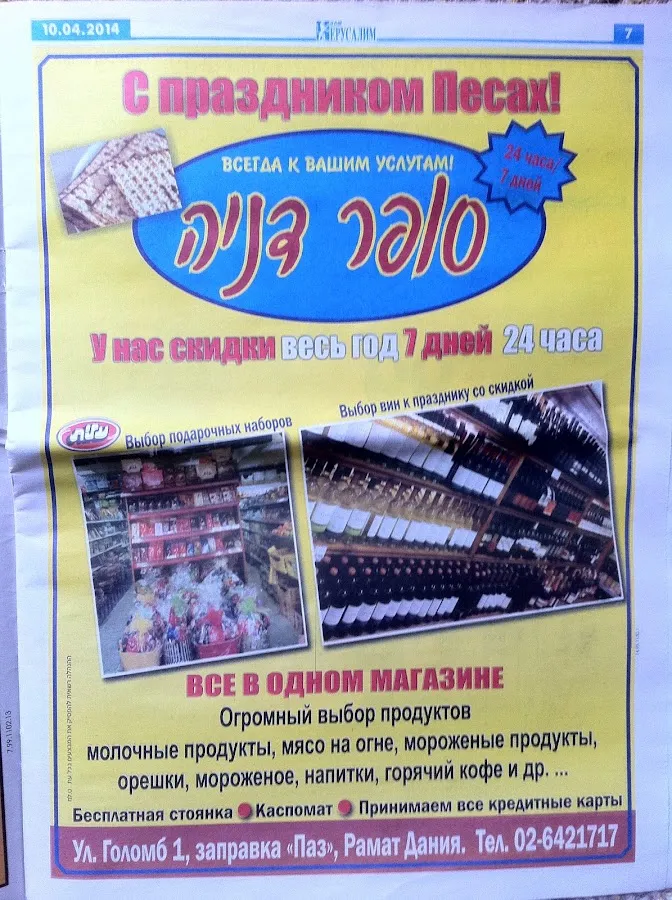 10.04.2014
ИЕРУСАЛИМ
7
С праздником Песах!
ВСЕГДА К ВАШИМ УСЛУГАМ!
24 часа,
7 дней
סופר דניה
У нас скидки весь год 7 дней 24 часа
עלית
Выбор подарочных наборов
Выбор вин к празднику со скидкой
ВСЕ В ОДНОМ МАГАЗИНЕ
Огромный выбор продуктов
молочные продукты, мясо на огне, мороженые продукты,
орешки, мороженое, напитки, горячий кофе и др. ...
Бесплатная стоянка ● Каспомат ● Принимаем все кредитные карты
Ул. Голомб 1, заправка «Паз», Рамат Дания. Тел. 02-6421717